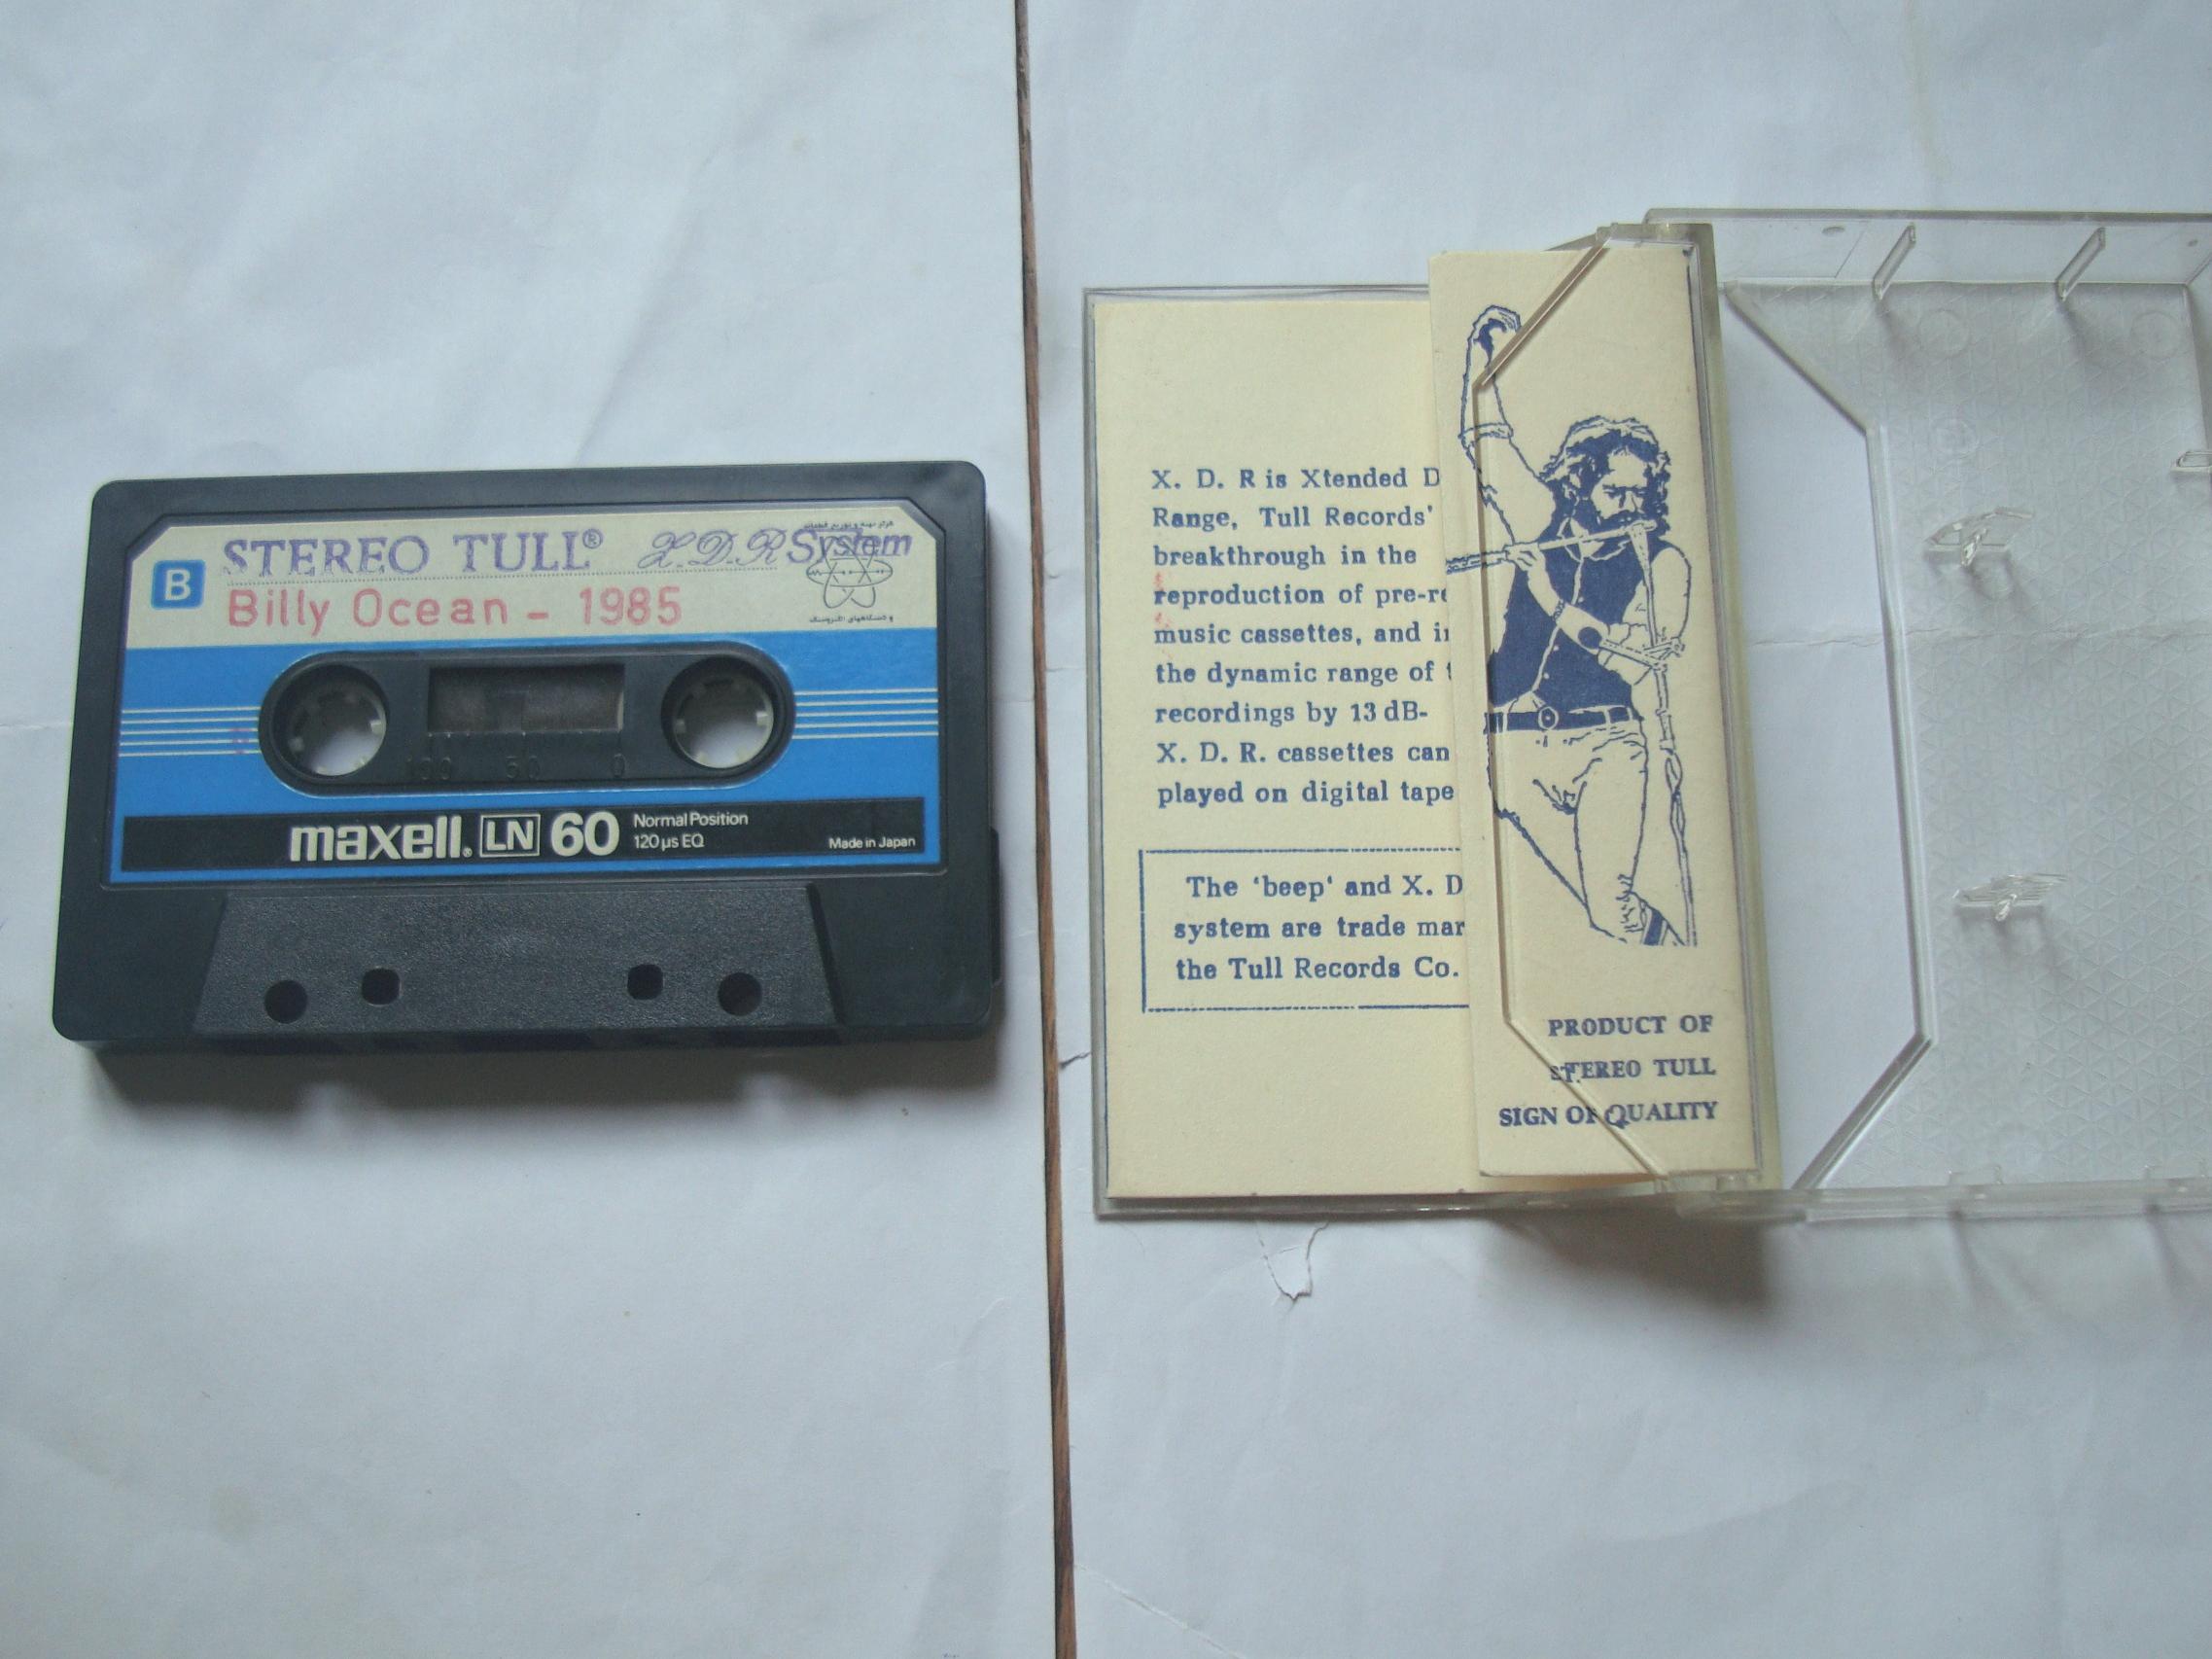 STEREO TULL® X.D.R System
B
Billy Ocean - 1985
100 50 0
maxell® LN 60
Normal Position
120 µs EQ
Made in Japan
X. D. R is Xtended D
Range, Tull Records'
breakthrough in the
reproduction of pre-re
music cassettes, and in
the dynamic range of t
recordings by 13 dB-
X. D. R. cassettes can
played on digital tape
The 'beep' and X. D
system are trade mar
the Tull Records Co.
PRODUCT OF
STEREO TULL
SIGN OF QUALITY